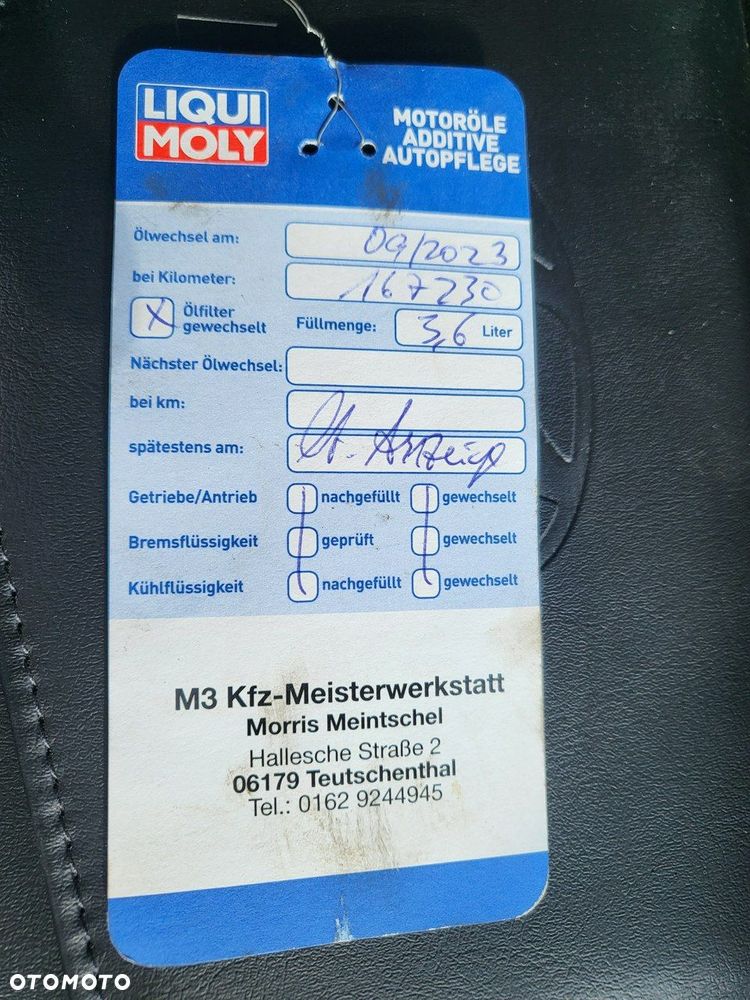 LIQUI
MOLY
MOTORÖLE
ADDITIVE
AUTOPFLEGE
Ölwechsel am: 09/2023
bei Kilometer: 167230
X Ölfilter
gewechselt
Füllmenge: 3,6 Liter
Nächster Ölwechsel:
bei km:
spätestens am: lt. Anzeige
Getriebe/Antrieb nachgefüllt gewechselt
Bremsflüssigkeit geprüft gewechselt
Kühlflüssigkeit nachgefüllt gewechselt
M3 Kfz-Meisterwerkstatt
Morris Meintschel
Hallesche Straße 2
06179 Teutschenthal
Tel.: 0162 9244945
OTOMOTO